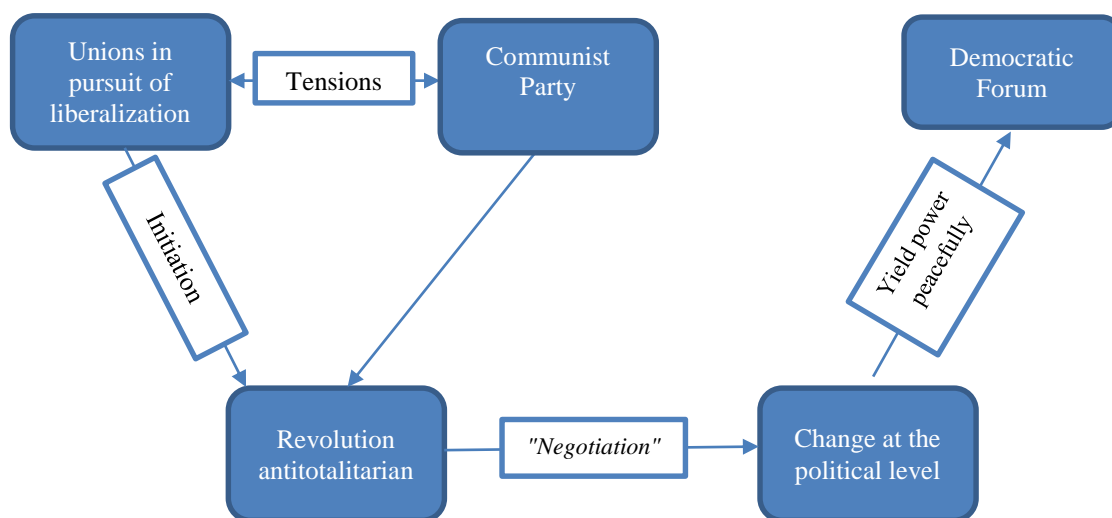 Unions in
pursuit of
liberalization
Tensions
Communist
Party
Democratic
Forum
Initiation
Yield power
peacefully
Revolution
antitotalitarian
"Negotiation"
Change at the
political level